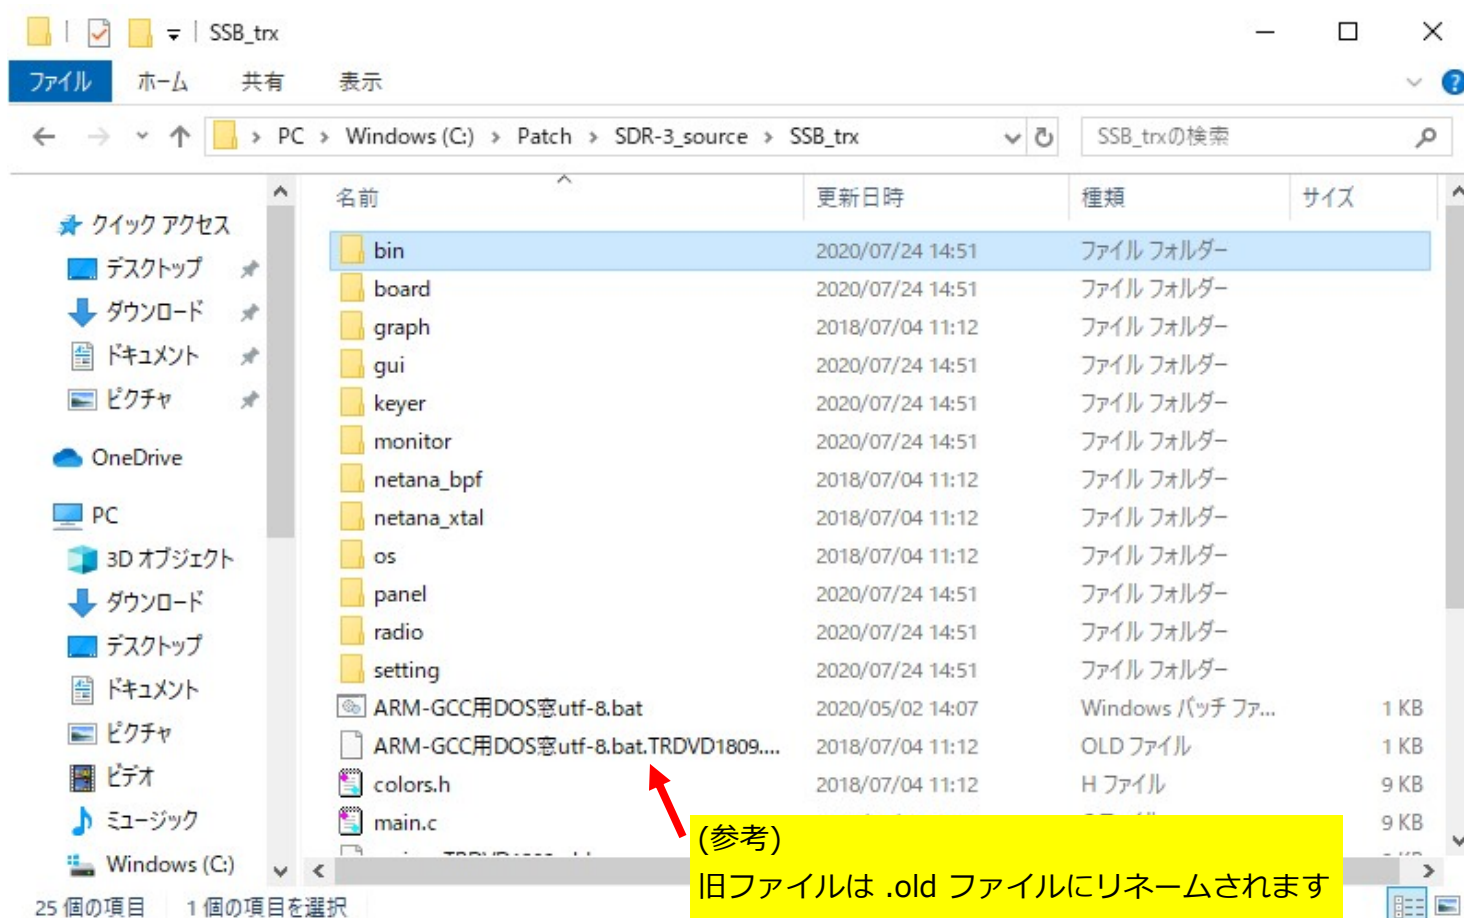 SSB_trx
ファイル ホーム 共有 表示
PC > Windows (C:) > Patch > SDR-3_source > SSB_trx
SSB_trxの検索
名前 更新日時 種類 サイズ
クイック アクセス
デスクトップ
ダウンロード
ドキュメント
ピクチャ
OneDrive
PC
3D オブジェクト
ダウンロード
デスクトップ
ドキュメント
ピクチャ
ビデオ
ミュージック
Windows (C:)
bin 2020/07/24 14:51 ファイル フォルダー
board 2020/07/24 14:51 ファイル フォルダー
graph 2018/07/04 11:12 ファイル フォルダー
gui 2020/07/24 14:51 ファイル フォルダー
keyer 2020/07/24 14:51 ファイル フォルダー
monitor 2020/07/24 14:51 ファイル フォルダー
netana_bpf 2018/07/04 11:12 ファイル フォルダー
netana_xtal 2018/07/04 11:12 ファイル フォルダー
os 2018/07/04 11:12 ファイル フォルダー
panel 2020/07/24 14:51 ファイル フォルダー
radio 2020/07/24 14:51 ファイル フォルダー
setting 2020/07/24 14:51 ファイル フォルダー
ARM-GCC用DOS窓utf-8.bat 2020/05/02 14:07 Windows バッチ ファ... 1 KB
ARM-GCC用DOS窓utf-8.bat.TRDVD1809.... 2018/07/04 11:12 OLD ファイル 1 KB
colors.h 2018/07/04 11:12 H ファイル 9 KB
main.c 9 KB
(参考)
旧ファイルは .old ファイルにリネームされます
25 個の項目 1 個の項目を選択